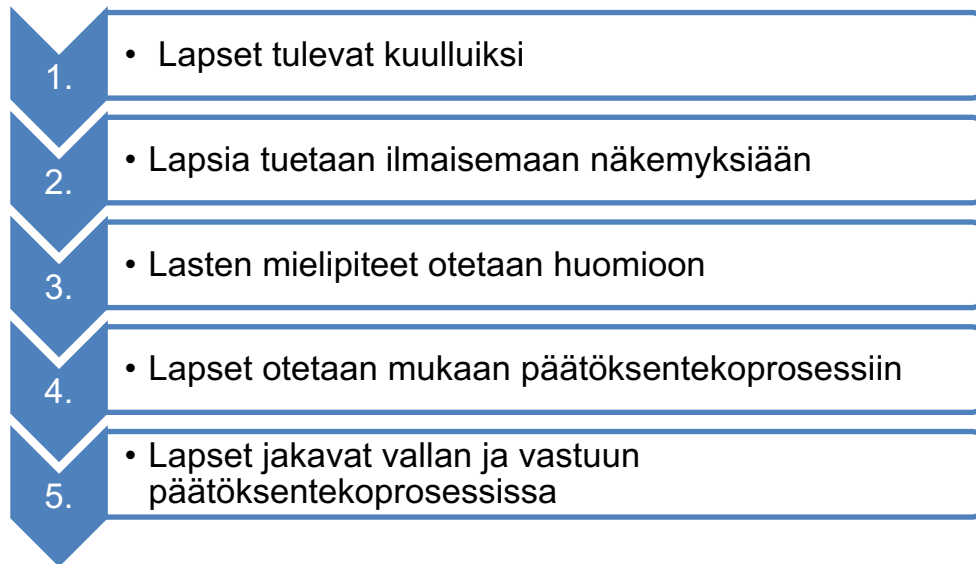 1. • Lapset tulevat kuulluiksi
2. • Lapsia tuetaan ilmaisemaan näkemyksiään
3. • Lasten mielipiteet otetaan huomioon
4. • Lapset otetaan mukaan päätöksentekoprosessiin
5. • Lapset jakavat vallan ja vastuun
päätöksentekoprosessissa